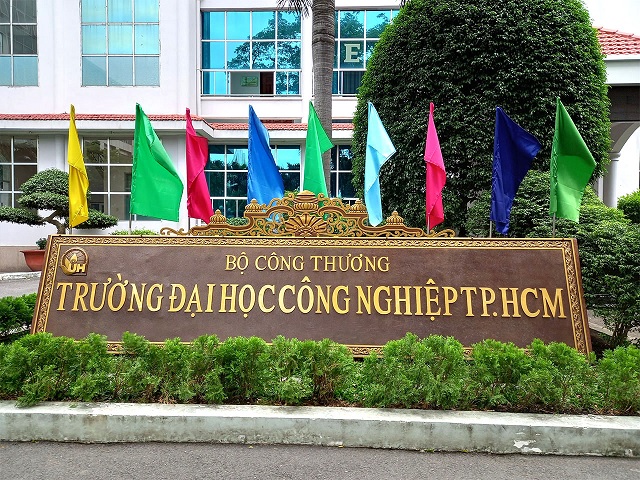 E
BỘ CÔNG THƯƠNG
TRƯỜNG ĐẠI HỌC CÔNG NGHIỆP TP.HCM